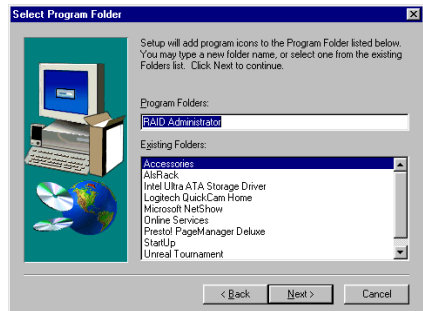 Select Program Folder
Setup will add program icons to the Program Folder listed below.
You may type a new folder name, or select one from the existing
Folders list. Click Next to continue.
Program Folders:
RAID Administrator
Existing Folders:
Accessories
AlsRack
Intel Ultra ATA Storage Driver
Logitech QuickCam Home
Microsoft NetShow
Online Services
Presto! PageManager Deluxe
StartUp
Unreal Tournament
< Back
Next >
Cancel